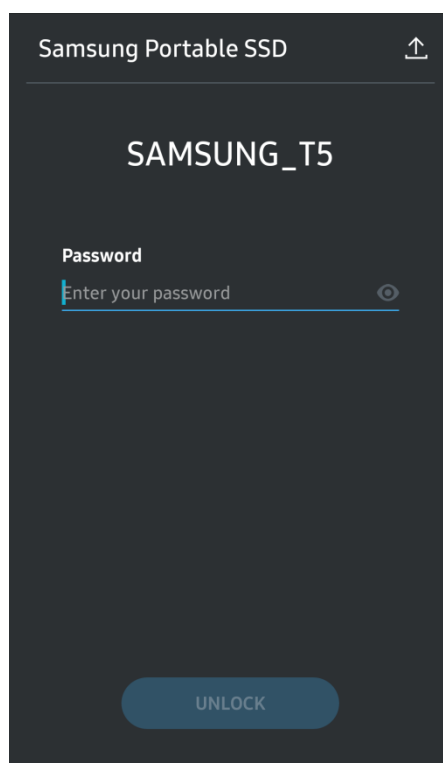 Samsung Portable SSD
SAMSUNG_T5
Password
Enter your password
UNLOCK